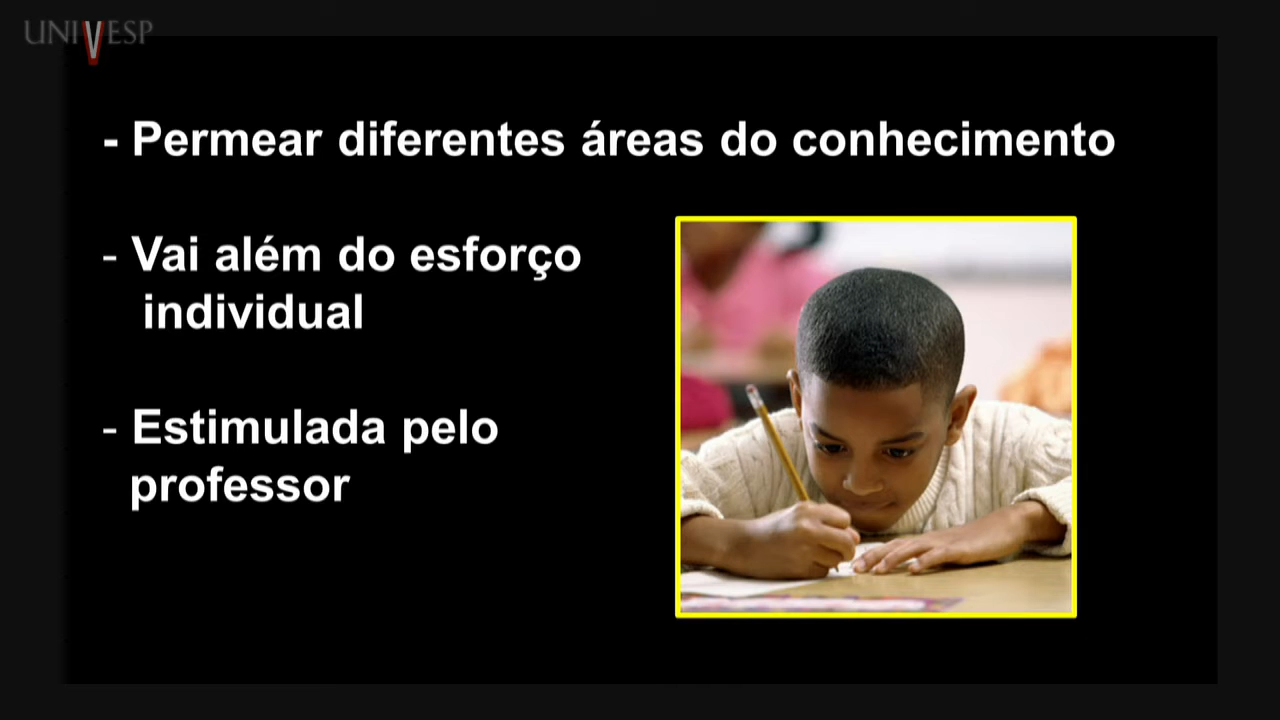 UNIVESP
- Permear diferentes áreas do conhecimento
- Vai além do esforço
individual
- Estimulada pelo
professor